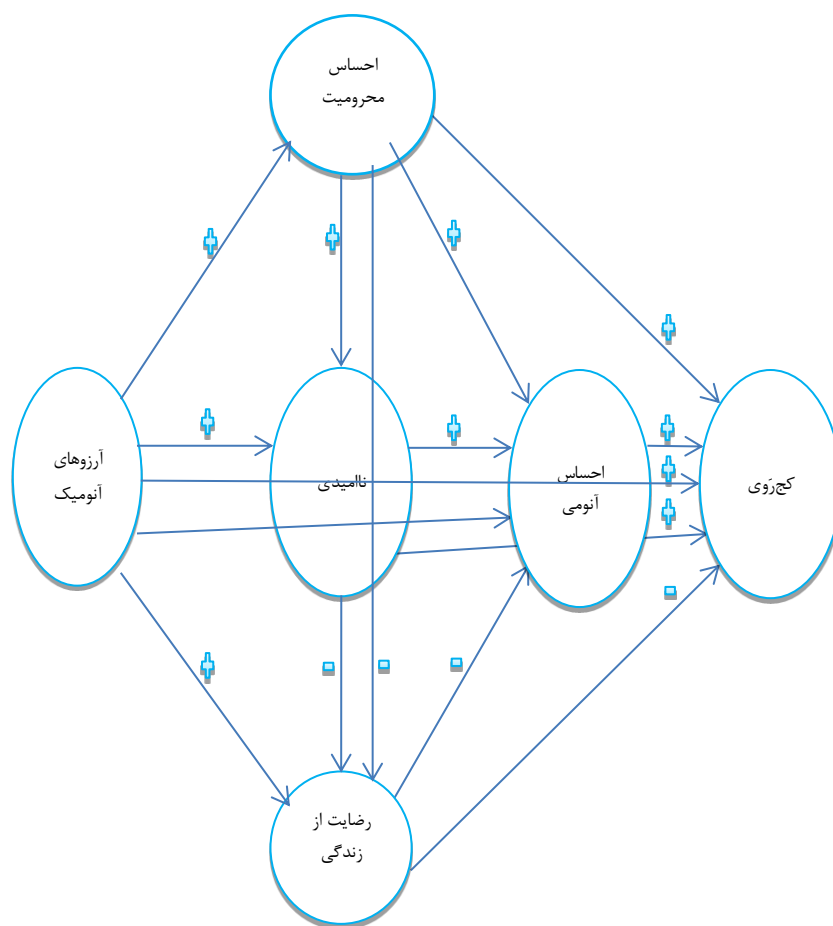 احساس
محرومیت
آرزوهای
آنومیک
ناامیدی
احساس
آنومی
کج‌رَوی
رضایت از
زندگی